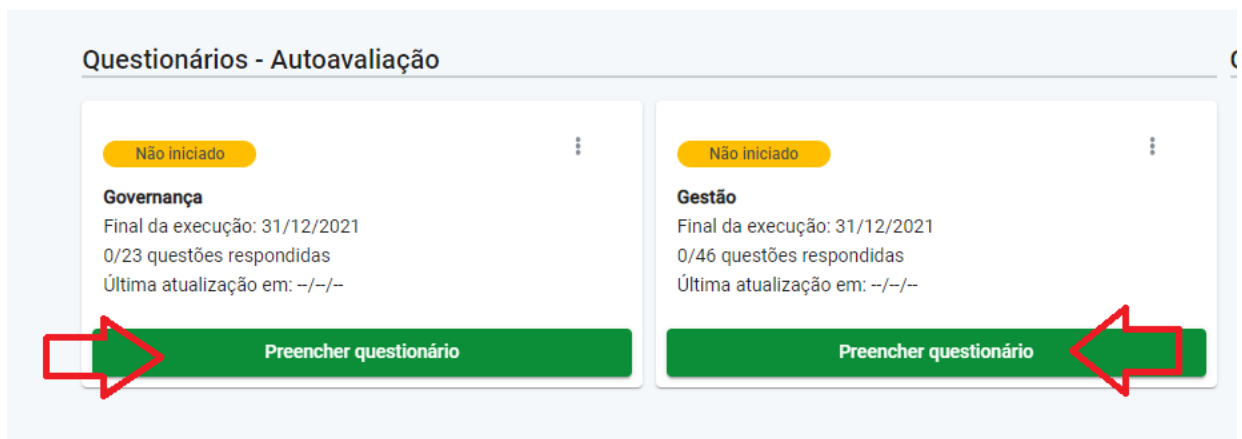 Questionários - Autoavaliação
Não iniciado
Governança
Final da execução: 31/12/2021
0/23 questões respondidas
Última atualização em: --/--/--
Preencher questionário
Não iniciado
Gestão
Final da execução: 31/12/2021
0/46 questões respondidas
Última atualização em: --/--/--
Preencher questionário